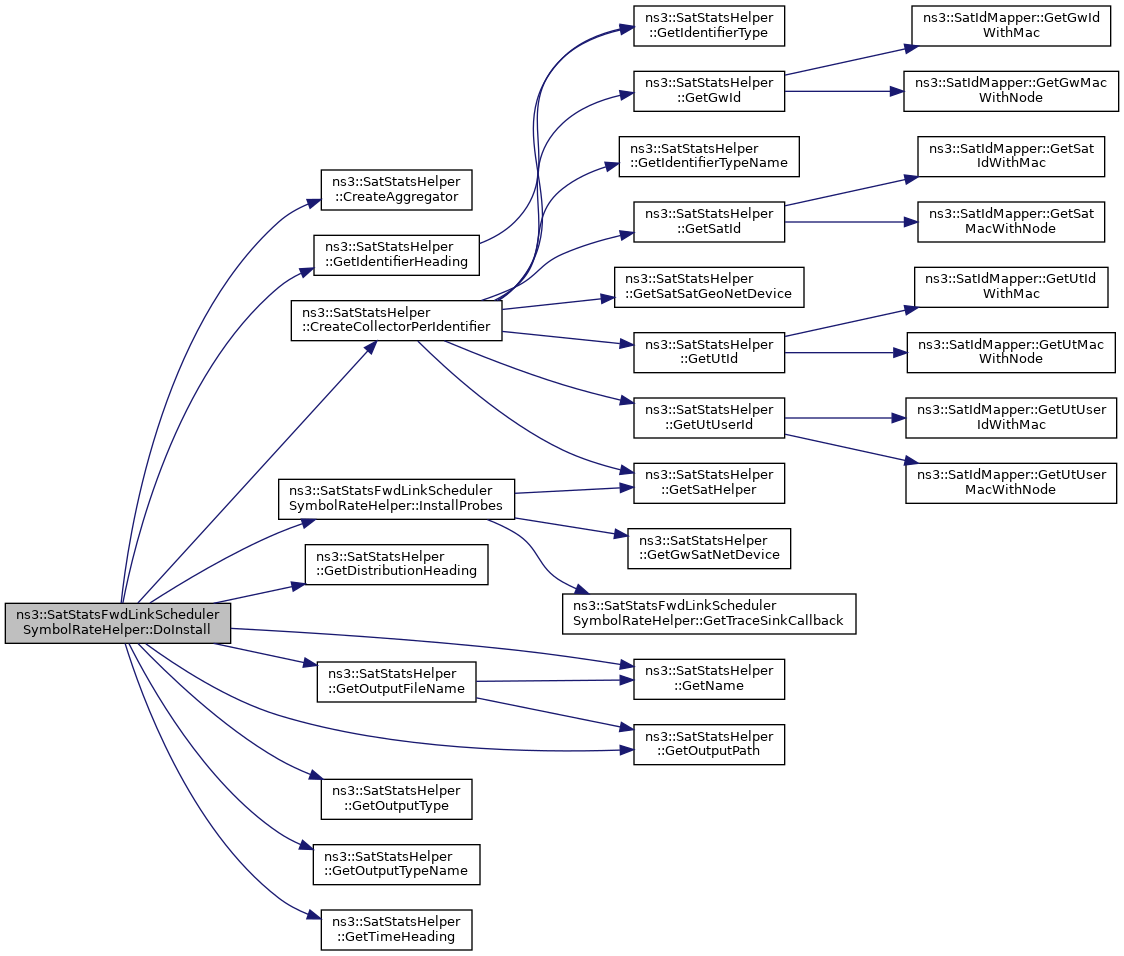 ns3::SatStatsFwdLinkScheduler
SymbolRateHelper::DoInstall
ns3::SatStatsHelper
::CreateAggregator
ns3::SatStatsHelper
::GetIdentifierHeading
ns3::SatStatsHelper
::CreateCollectorPerIdentifier
ns3::SatStatsFwdLinkScheduler
SymbolRateHelper::InstallProbes
ns3::SatStatsHelper
::GetDistributionHeading
ns3::SatStatsHelper
::GetOutputFileName
ns3::SatStatsHelper
::GetOutputType
ns3::SatStatsHelper
::GetOutputTypeName
ns3::SatStatsHelper
::GetTimeHeading
ns3::SatStatsHelper
::GetIdentifierType
ns3::SatStatsHelper
::GetGwId
ns3::SatStatsHelper
::GetIdentifierTypeName
ns3::SatStatsHelper
::GetSatId
ns3::SatStatsHelper
::GetSatSatGeoNetDevice
ns3::SatStatsHelper
::GetUtId
ns3::SatStatsHelper
::GetUtUserId
ns3::SatStatsHelper
::GetSatHelper
ns3::SatStatsHelper
::GetGwSatNetDevice
ns3::SatStatsFwdLinkScheduler
SymbolRateHelper::GetTraceSinkCallback
ns3::SatStatsHelper
::GetName
ns3::SatStatsHelper
::GetOutputPath
ns3::SatIdMapper::GetGwId
WithMac
ns3::SatIdMapper::GetGwMac
WithNode
ns3::SatIdMapper::GetSat
IdWithMac
ns3::SatIdMapper::GetSat
MacWithNode
ns3::SatIdMapper::GetUtId
WithMac
ns3::SatIdMapper::GetUtMac
WithNode
ns3::SatIdMapper::GetUtUser
IdWithMac
ns3::SatIdMapper::GetUtUser
MacWithNode